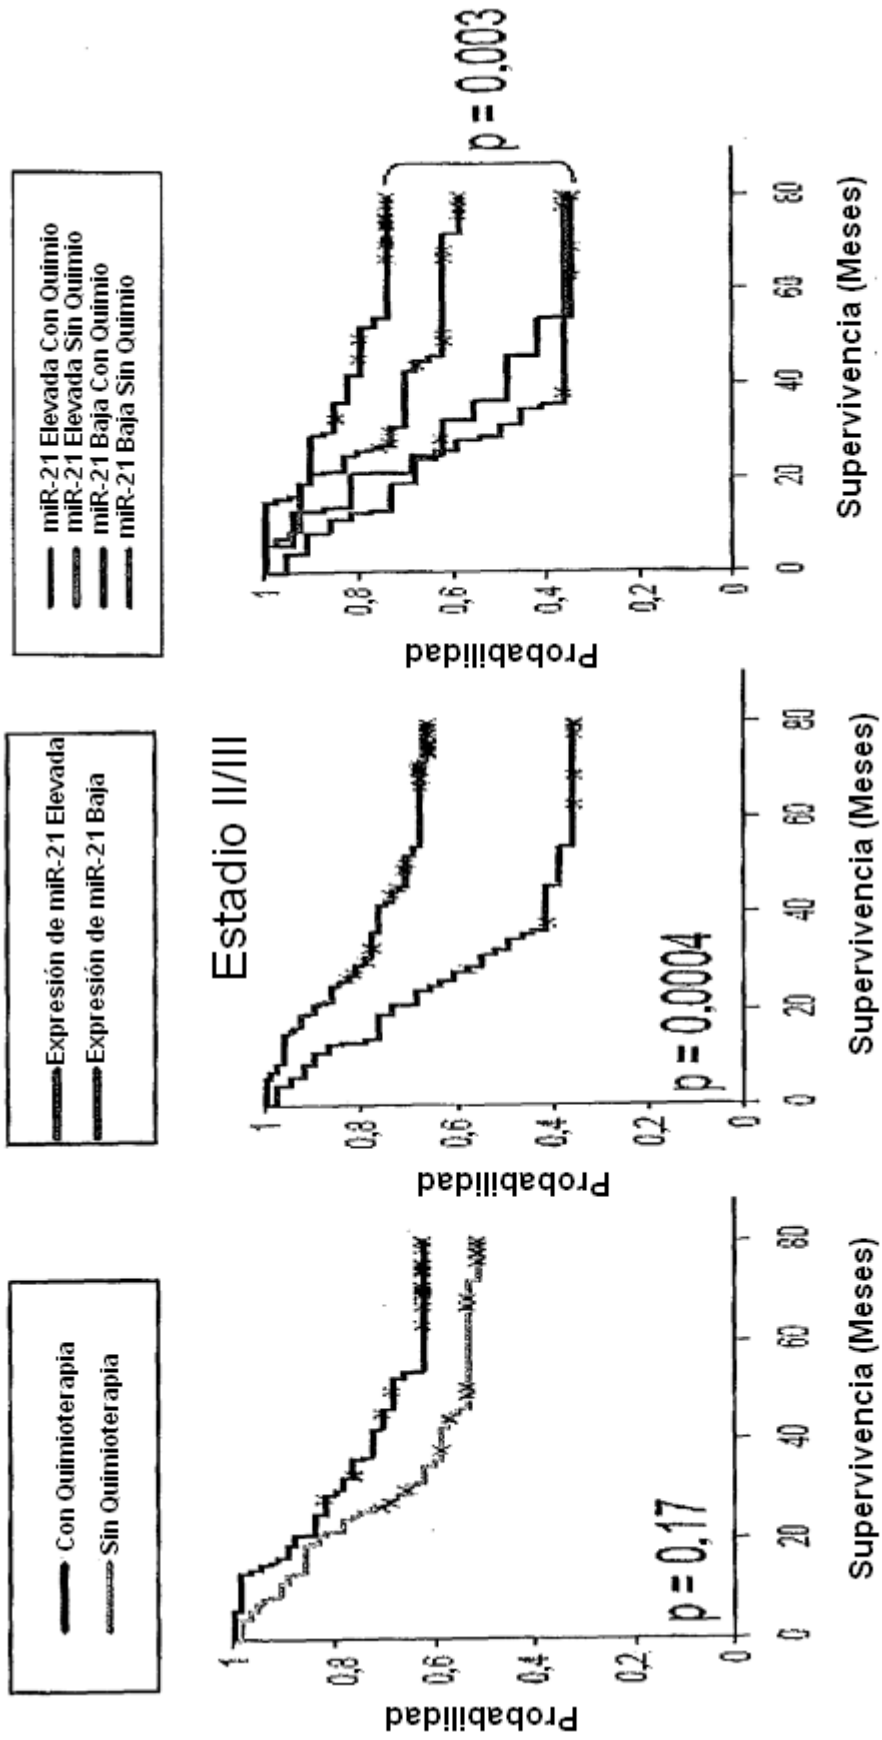 Con Quimioterapia
Sin Quimioterapia
Probabilidad
1
0,8
0,6
0,4
0,2
0
p = 0,17
0
20
40
60
80
Supervivencia (Meses)
Expresión de miR-21 Elevada
Expresión de miR-21 Baja
Estadio II/III
Probabilidad
1
0,8
0,6
0,4
0,2
0
p = 0,0004
0
20
40
60
80
Supervivencia (Meses)
miR-21 Elevada Con Quimio
miR-21 Elevada Sin Quimio
miR-21 Baja Con Quimio
miR-21 Baja Sin Quimio
Probabilidad
1
0,8
0,6
0,4
0,2
0
p = 0,003
0
20
40
60
80
Supervivencia (Meses)